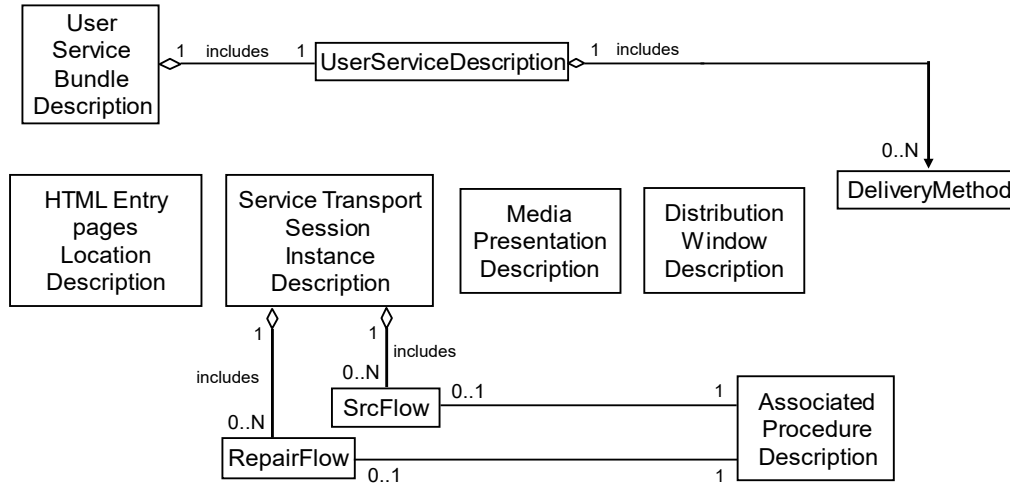 User
Service
Bundle
Description
1 includes 1
UserServiceDescription
1 includes
0..N
DeliveryMethod
HTML Entry
pages
Location
Description
Service Transport
Session
Instance
Description
Media
Presentation
Description
Distribution
Window
Description
1
includes
0..N
1
includes
0..N
SrcFlow
0..1 1
RepairFlow
0..1 1
Associated
Procedure
Description